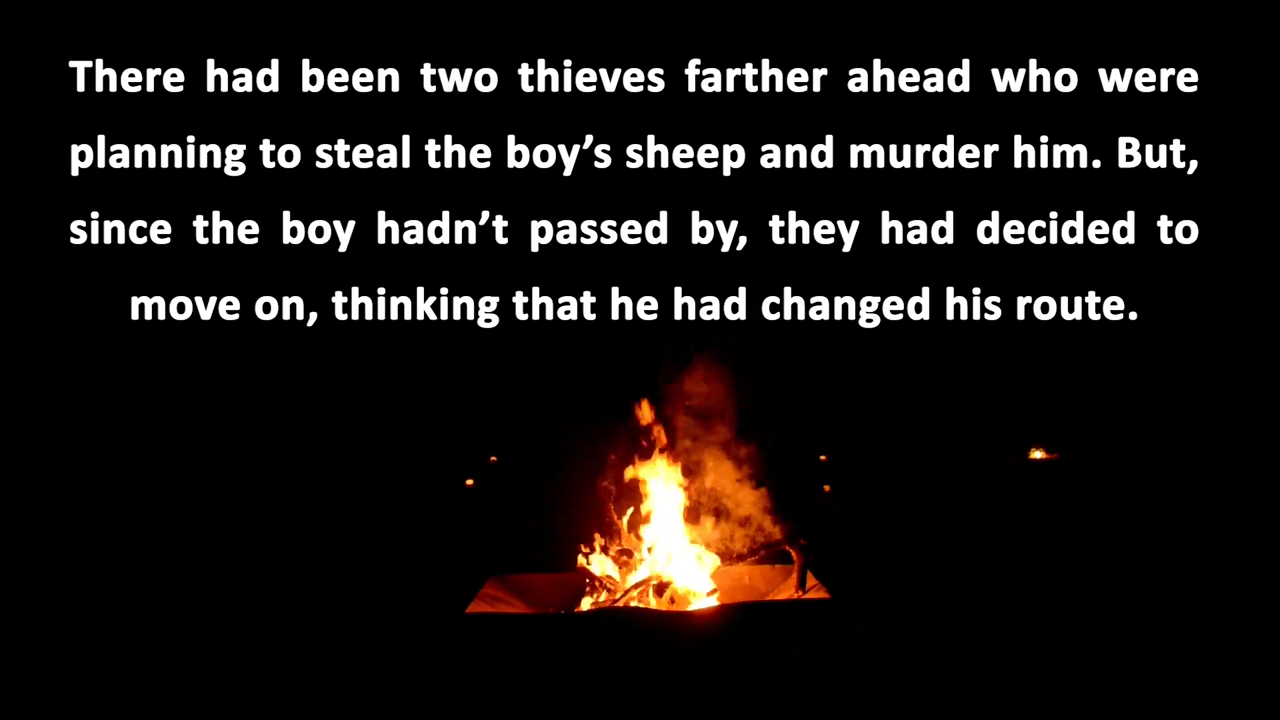 There had been two thieves farther ahead who were
planning to steal the boy’s sheep and murder him. But,
since the boy hadn’t passed by, they had decided to
move on, thinking that he had changed his route.